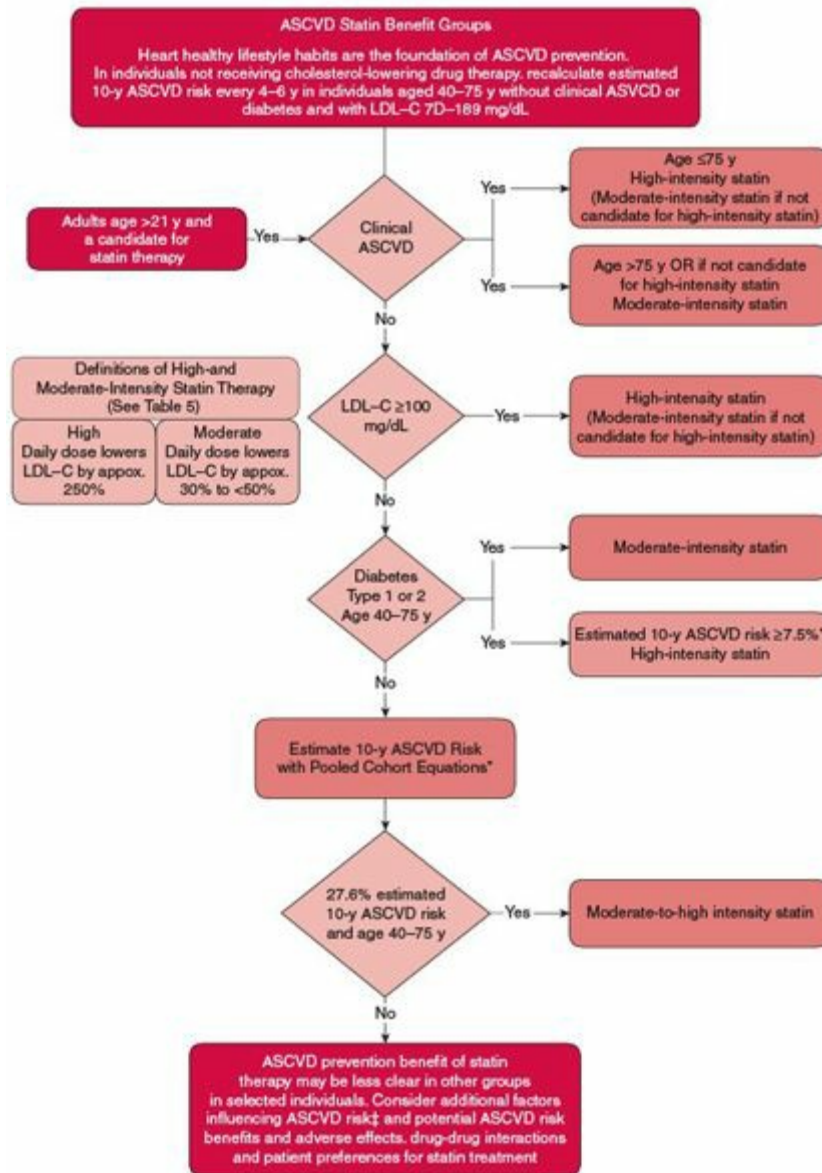 ASCVD Statin Benefit Groups
Heart healthy lifestyle habits are the foundation of ASCVD prevention.
In individuals not receiving cholesterol-lowering drug therapy. recalculate estimated
10-y ASCVD risk every 4–6 y in individuals aged 40–75 y without clinical ASVCD or
diabetes and with LDL–C 7D–189 mg/dL
Adults age >21 y and
a candidate for
statin therapy
Yes
Clinical
ASCVD
Yes
Age ≤75 y
High-intensity statin
(Moderate-intensity statin if not
candidate for high-intensity statin)
Yes
Age >75 y OR if not candidate
for high-intensity statin
Moderate-intensity statin
No
Definitions of High-and
Moderate-Intensity Statin Therapy
(See Table 5)
High
Daily dose lowers
LDL–C by appox.
250%
Moderate
Daily dose lowers
LDL–C by appox.
30% to <50%
LDL–C ≥100
mg/dL
Yes
High-intensity statin
(Moderate-intensity statin if not
candidate for high-intensity statin)
No
Diabetes
Type 1 or 2
Age 40–75 y
Yes
Moderate-intensity statin
Yes
Estimated 10-y ASCVD risk ≥7.5%*
High-intensity statin
No
Estimate 10-y ASCVD Risk
with Pooled Cohort Equations*
27.6% estimated
10-y ASCVD risk
and age 40–75 y
Yes
Moderate-to-high intensity statin
No
ASCVD prevention benefit of statin
therapy may be less clear in other groups
in selected individuals. Consider additional factors
influencing ASCVD risk‡ and potential ASCVD risk
benefits and adverse effects. drug-drug interactions
and patient preferences for statin treatment